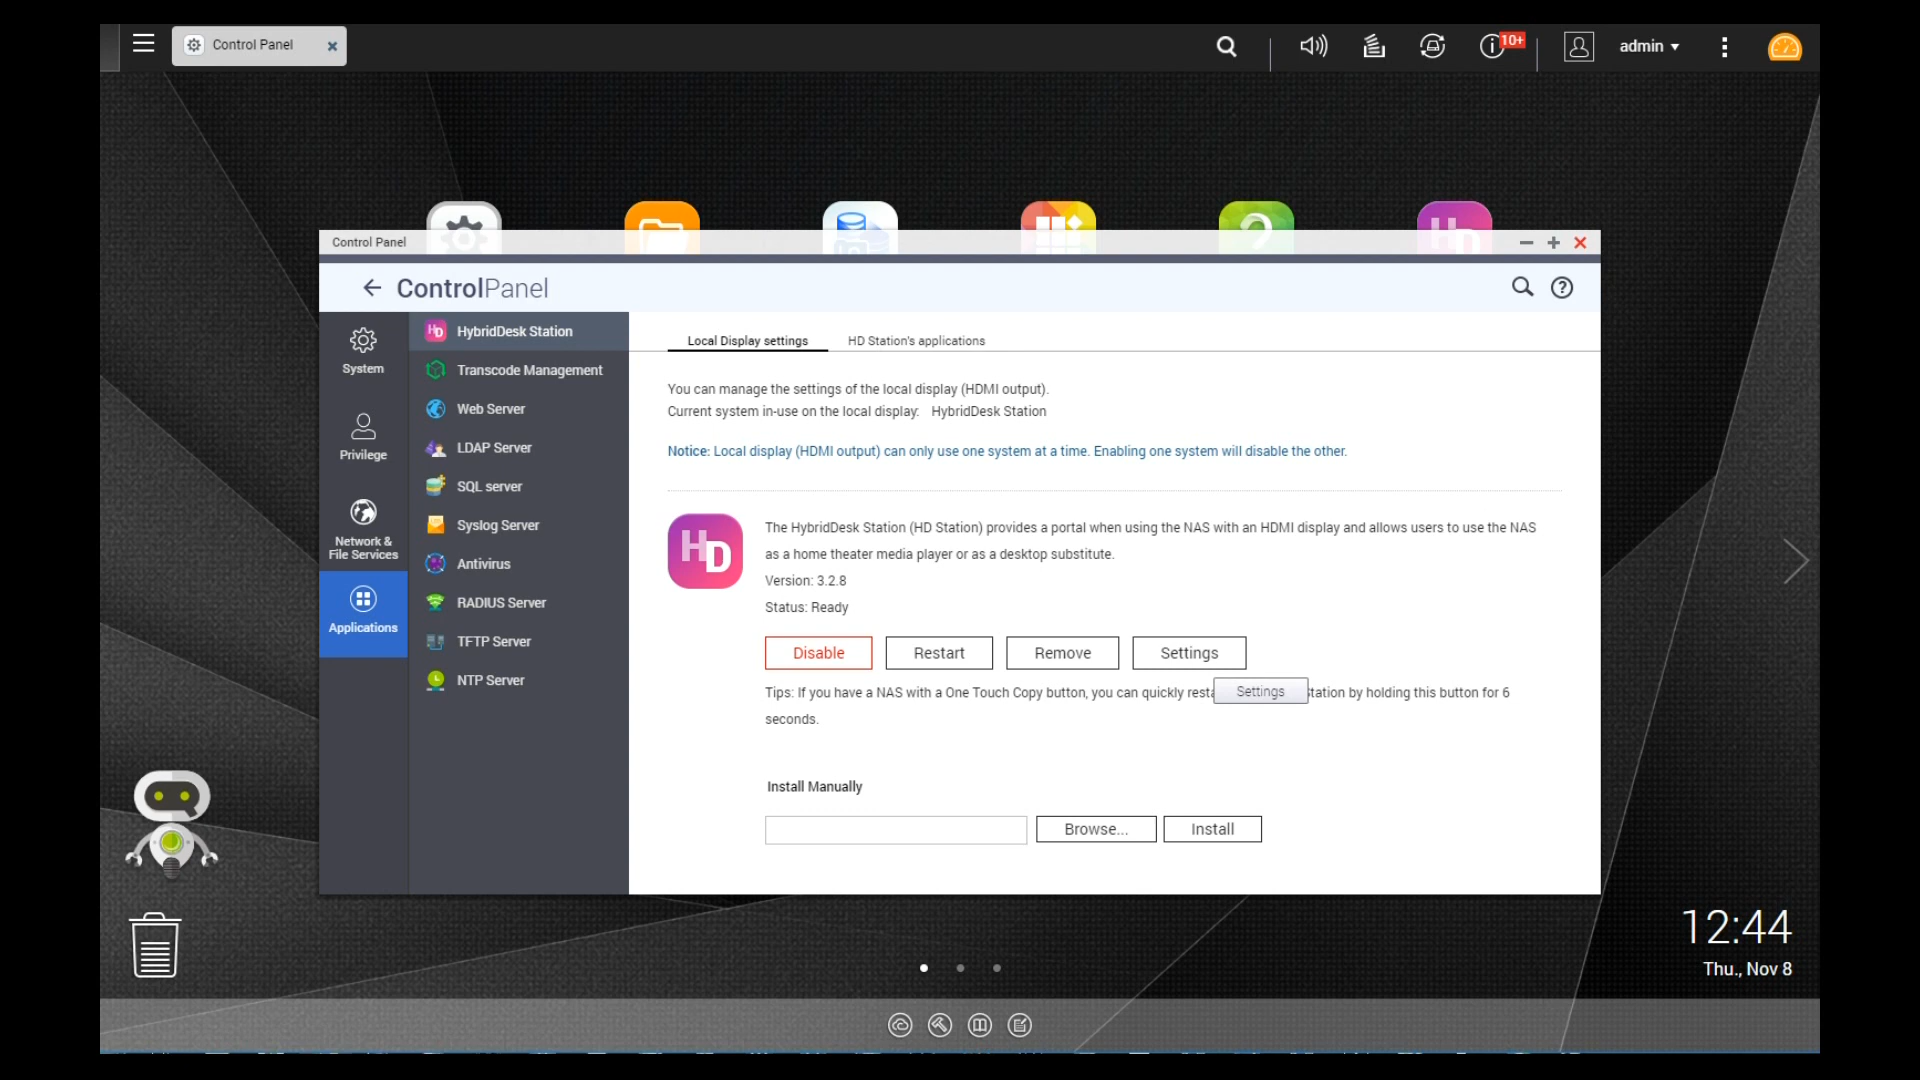 Control Panel
10+
admin
Control Panel
ControlPanel
System
Privilege
Network &
File Services
Applications
HybridDesk Station
Transcode Management
Web Server
LDAP Server
SQL server
Syslog Server
Antivirus
RADIUS Server
TFTP Server
NTP Server
Local Display settings
HD Station's applications
You can manage the settings of the local display (HDMI output).
Current system in-use on the local display: HybridDesk Station
Notice: Local display (HDMI output) can only use one system at a time. Enabling one system will disable the other.
HD
The HybridDesk Station (HD Station) provides a portal when using the NAS with an HDMI display and allows users to use the NAS
as a home theater media player or as a desktop substitute.
Version: 3.2.8
Status: Ready
Disable Restart Remove Settings
Tips: If you have a NAS with a One Touch Copy button, you can quickly Settings by holding this button for 6
seconds.
Install Manually
Browse... Install
12:44
Thu., Nov 8